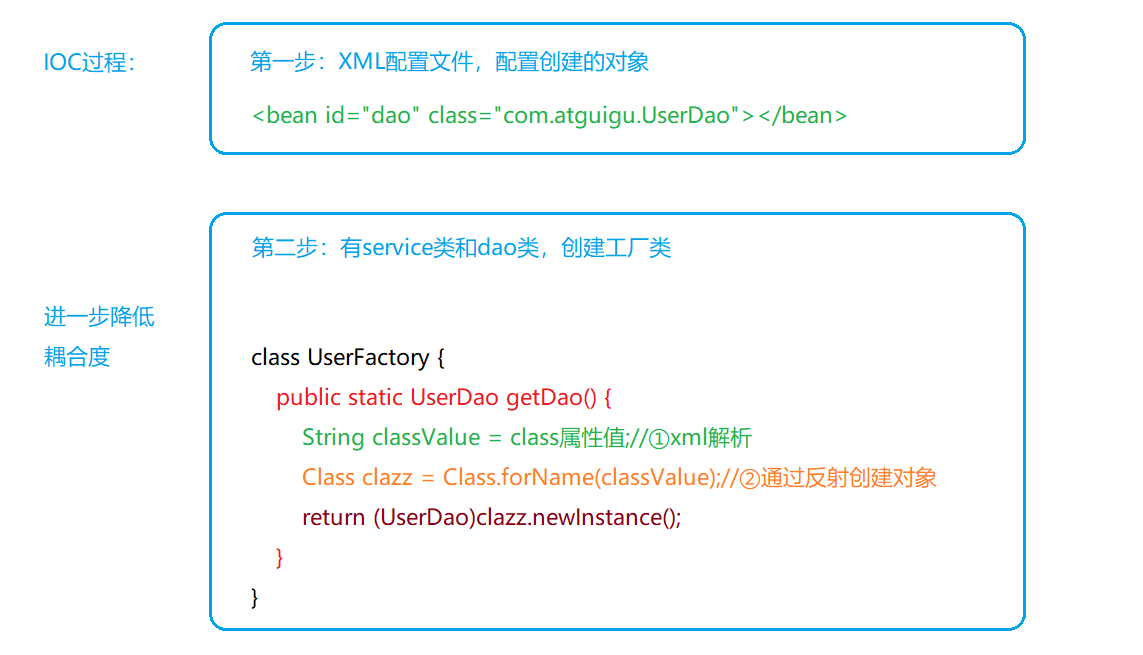 IOC过程：
第一步：XML配置文件，配置创建的对象
<bean id="dao" class="com.atguigu.UserDao"></bean>
第二步：有service类和dao类，创建工厂类
进一步降低
耦合度
class UserFactory {
public static UserDao getDao() {
String classValue = class属性值;//①xml解析
Class clazz = Class.forName(classValue);//②通过反射创建对象
return (UserDao)clazz.newInstance();
}
}